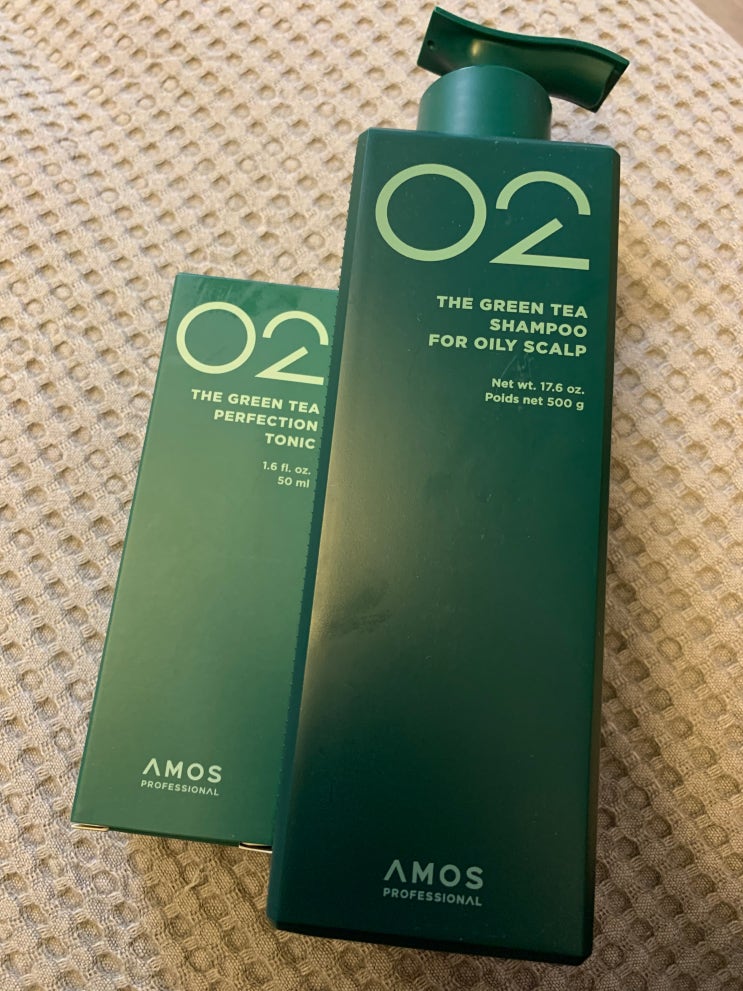 02
THE GREEN TEA
PERFECTION
TONIC
1.6 fl. oz.
50 ml
AMOS
PROFESSIONAL
02
THE GREEN TEA
SHAMPOO
FOR OILY SCALP
Net wt. 17.6 oz.
Poids net 500 g
AMOS
PROFESSIONAL